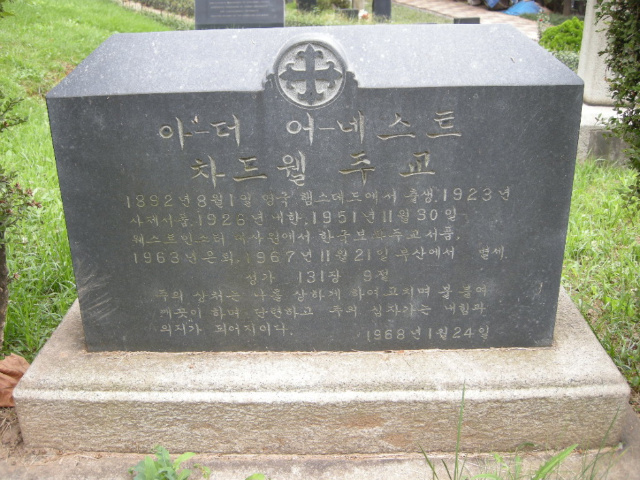 아-더 어-네스트
차드웰 주교
1892년 8월 1일 영국 햄스데드에서 출생, 1923년
사제서품, 1926년 내한, 1951년 11월 30일
웨스트민스터 에서 한국보좌주교서품,
1963년 은퇴, 1967년 11월 21일 부산에서 별세.
성가 131장 9절
주의 상처는 나를 상하게 하여 고치며 불 붙여
깨끗이 하며 단련하고 주의 십자가는 내힘과
의지가 되어지이다. 1968년 1월 24일